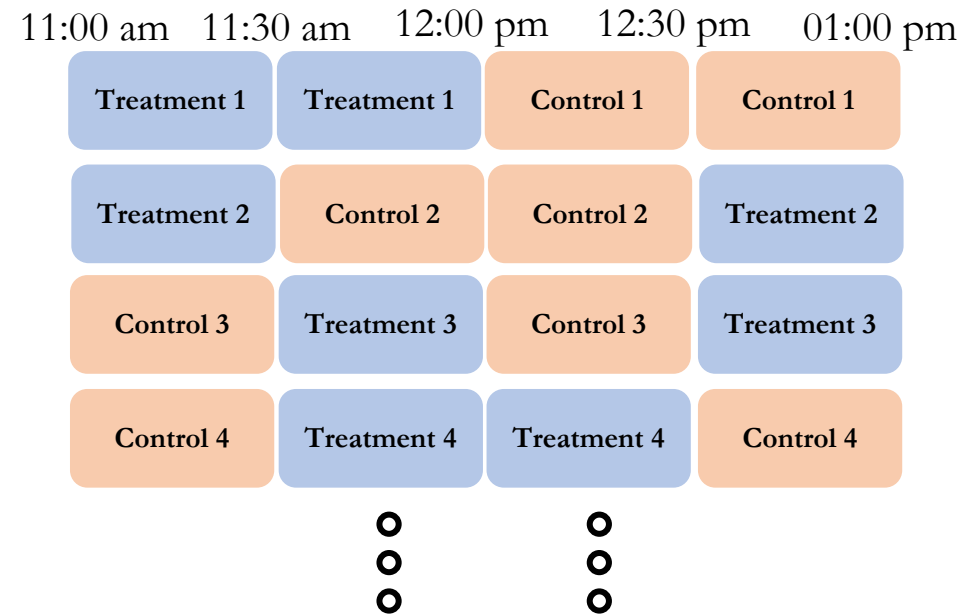 11:00 am 11:30 am 12:00 pm 12:30 pm 01:00 pm
Treatment 1 Treatment 1 Control 1 Control 1
Treatment 2 Control 2 Control 2 Treatment 2
Control 3 Treatment 3 Control 3 Treatment 3
Control 4 Treatment 4 Treatment 4 Control 4